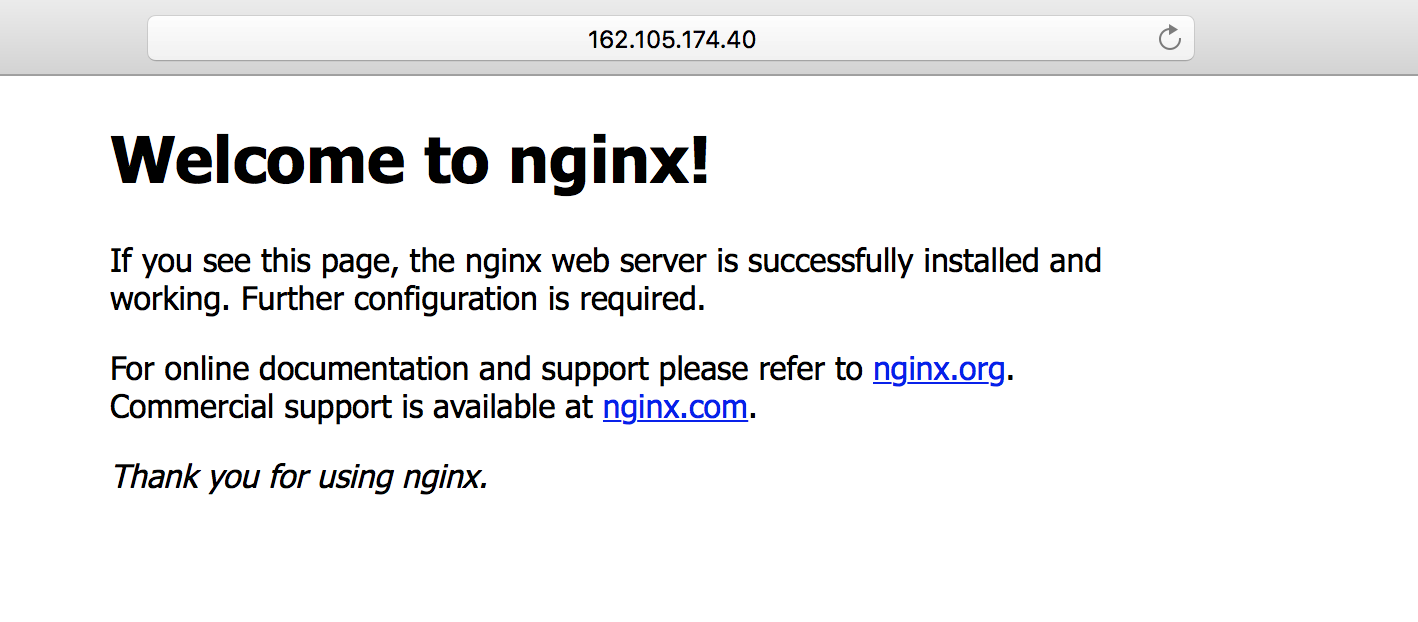 162.105.174.40
Welcome to nginx!
If you see this page, the nginx web server is successfully installed and
working. Further configuration is required.
For online documentation and support please refer to nginx.org.
Commercial support is available at nginx.com.
Thank you for using nginx.